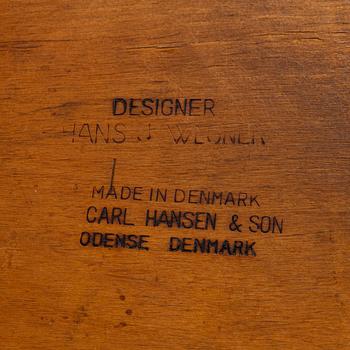 DESIGNER
HANS J WEGNER
MADE IN DENMARK
CARL HANSEN & SON
ODENSE DENMARK